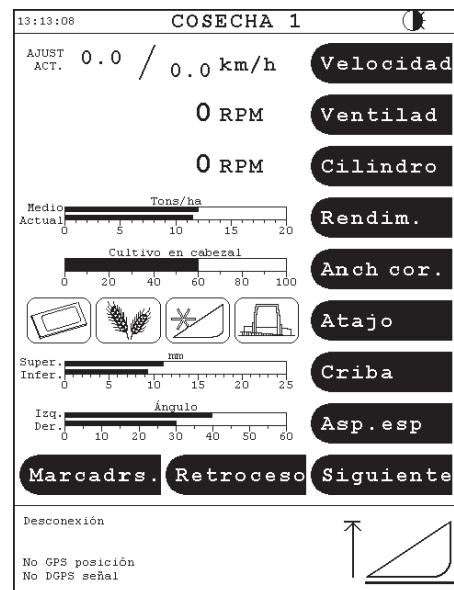 13:13:08 COSECHA 1
AJUST ACT. 0.0 / 0.0 km/h Velocidad
0 RPM Ventilad
0 RPM Cilindro
Tons/ha
Medio
Actual
0 5 10 15 20
Rendim.
Cultivo en cabezal
0 20 40 60 80 100
Anch cor.
Atajo
mm
Super.
Infer.
0 5 10 15 20 25
Criba
Ángulo
Izq.
Der.
0 10 20 30 40 50 60
Asp.esp
Marcadrs. Retroceso Siguiente
Desconexión
No GPS posición
No DGPS señal